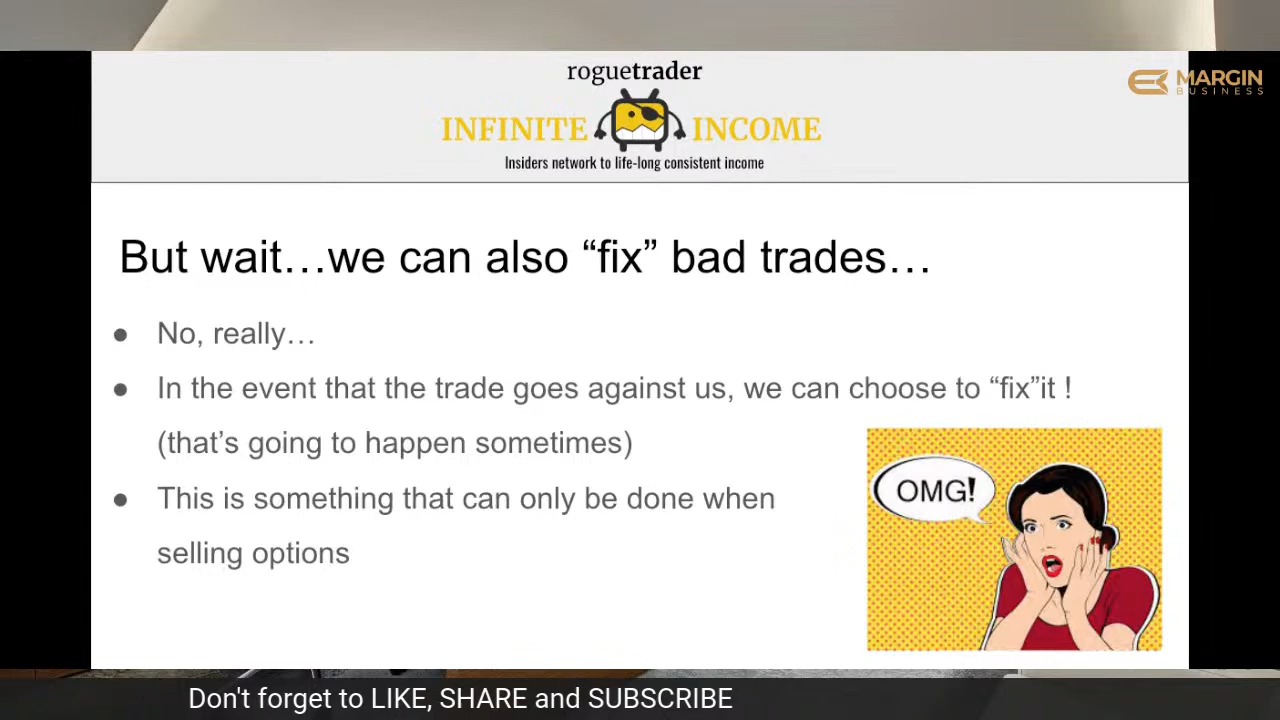 roguetrader
MARGIN
BUSINESS
INFINITE INCOME
Insiders network to life-long consistent income
But wait…we can also “fix” bad trades…
● No, really…
● In the event that the trade goes against us, we can choose to “fix”it !
(that’s going to happen sometimes)
● This is something that can only be done when
selling options
OMG!
Don't forget to LIKE, SHARE and SUBSCRIBE